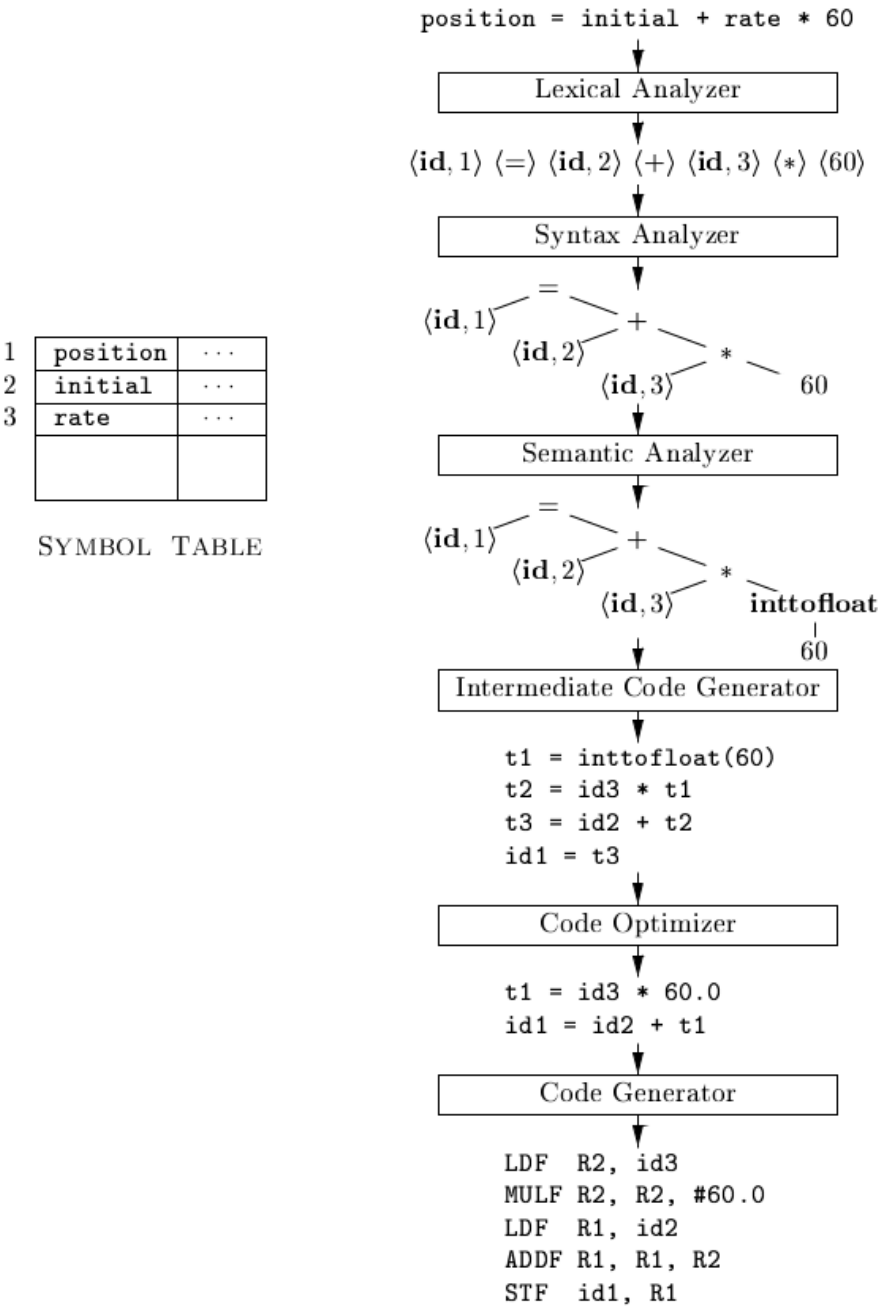 position = initial + rate * 60
Lexical Analyzer
⟨id, 1⟩ ⟨=⟩ ⟨id, 2⟩ ⟨+⟩ ⟨id, 3⟩ ⟨*⟩ ⟨60⟩
Syntax Analyzer
=
⟨id, 1⟩ +
⟨id, 2⟩ *
⟨id, 3⟩ 60
1 position ···
2 initial ···
3 rate ···
SYMBOL TABLE
Semantic Analyzer
=
⟨id, 1⟩ +
⟨id, 2⟩ *
⟨id, 3⟩ inttofloat
60
Intermediate Code Generator
t1 = inttofloat(60)
t2 = id3 * t1
t3 = id2 + t2
id1 = t3
Code Optimizer
t1 = id3 * 60.0
id1 = id2 + t1
Code Generator
LDF R2, id3
MULF R2, R2, #60.0
LDF R1, id2
ADDF R1, R1, R2
STF id1, R1